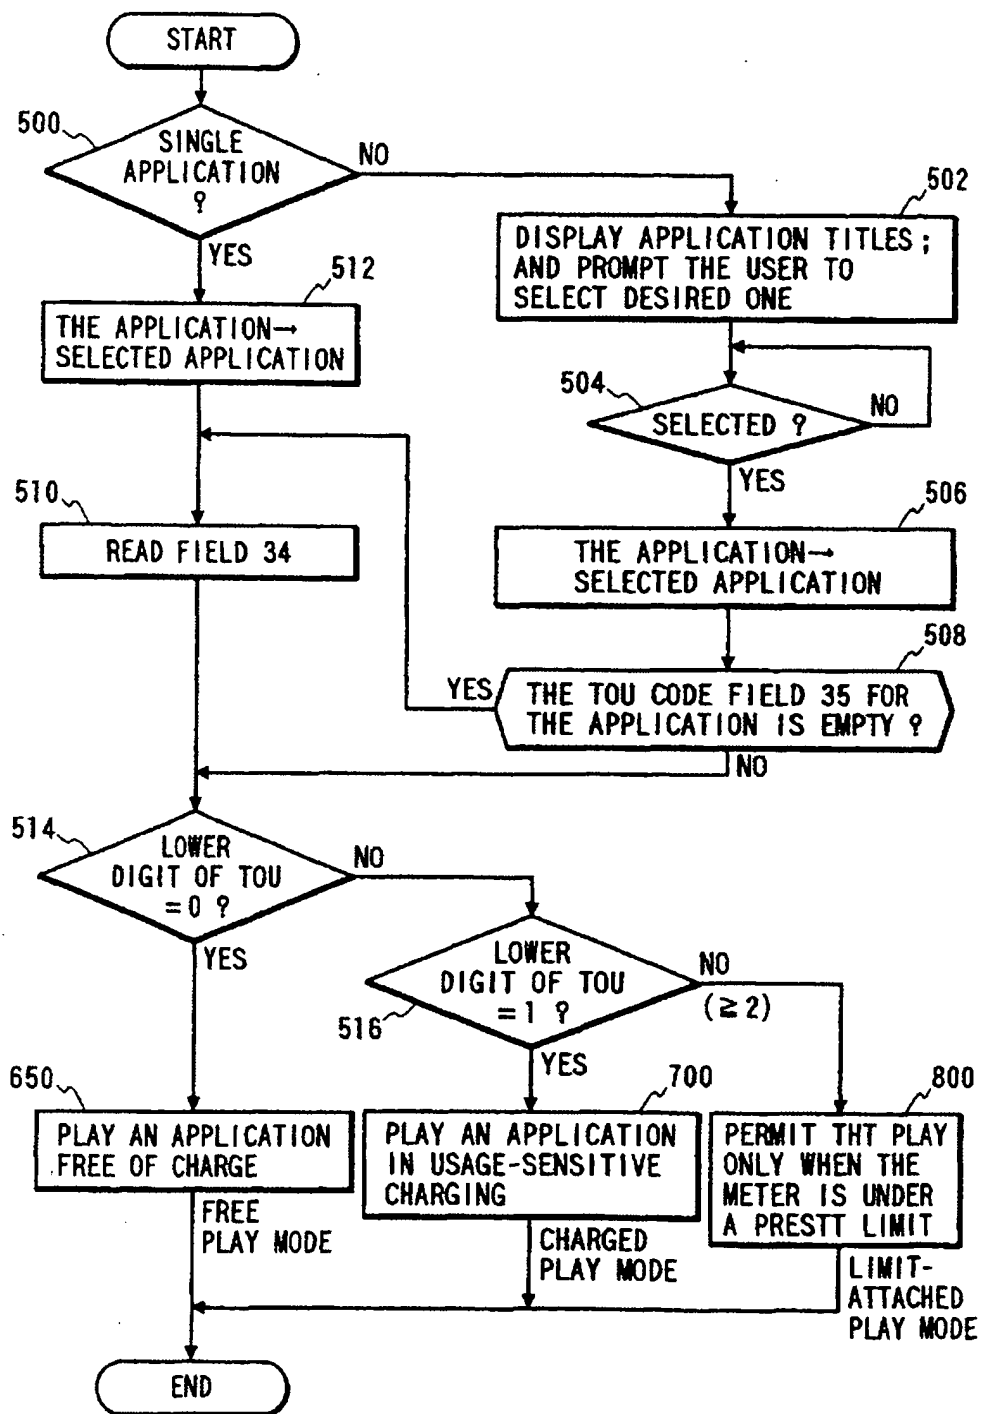 START
500
SINGLE
APPLICATION
?
NO
YES
502
DISPLAY APPLICATION TITLES;
AND PROMPT THE USER TO
SELECT DESIRED ONE
512
THE APPLICATION→
SELECTED APPLICATION
504
SELECTED ?
NO
YES
506
THE APPLICATION→
SELECTED APPLICATION
510
READ FIELD 34
508
THE TOU CODE FIELD 35 FOR
THE APPLICATION IS EMPTY ?
YES
NO
514
LOWER
DIGIT OF TOU
=0 ?
NO
YES
516
LOWER
DIGIT OF TOU
=1 ?
NO
(≧2)
YES
650
PLAY AN APPLICATION
FREE OF CHARGE
FREE
PLAY MODE
700
PLAY AN APPLICATION
IN USAGE-SENSITIVE
CHARGING
CHARGED
PLAY MODE
800
PERMIT THT PLAY
ONLY WHEN THE
METER IS UNDER
A PRESTT LIMIT
LIMIT-
ATTACHED
PLAY MODE
END